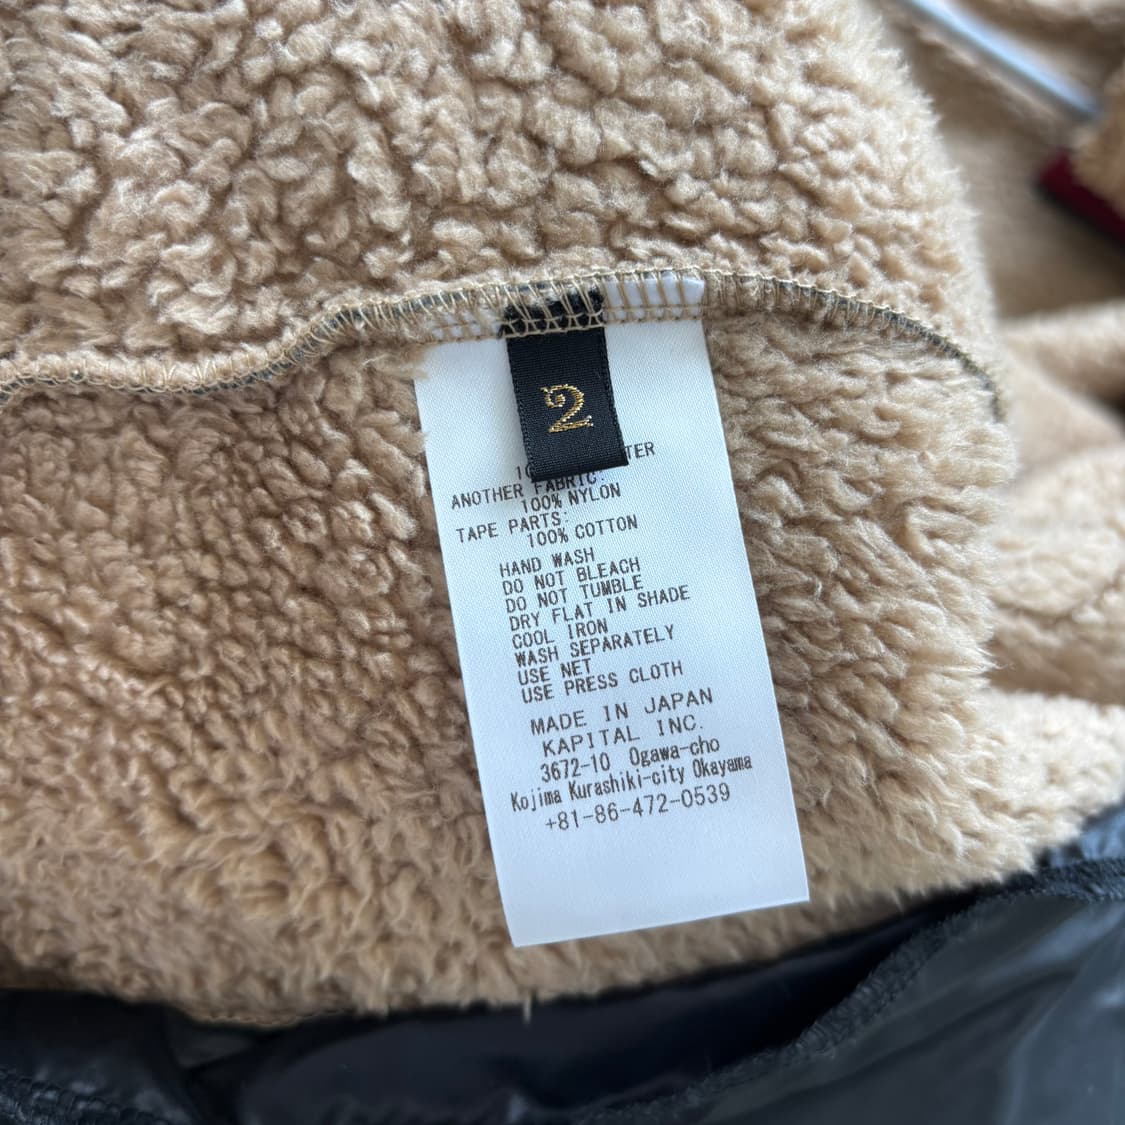 2
ANOTHER FABRIC:
100% NYLON
TAPE PARTS:
100% COTTON
HAND WASH
DO NOT BLEACH
DO NOT TUMBLE
DRY FLAT IN SHADE
COOL IRON
WASH SEPARATELY
USE NET
USE PRESS CLOTH
MADE IN JAPAN
KAPITAL INC.
3672-10 Ogawa-cho
Kojima Kurashiki-city Okayama
+81-86-472-0539